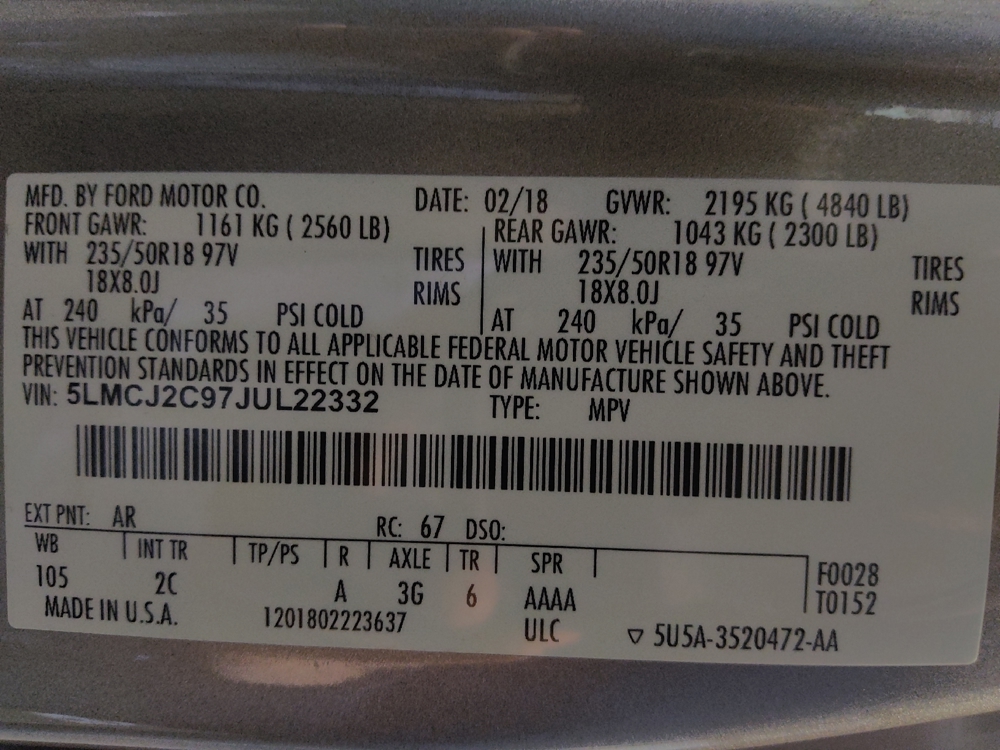 MFD. BY FORD MOTOR CO. DATE: 02/18 GVWR: 2195 KG ( 4840 LB)
FRONT GAWR: 1161 KG ( 2560 LB) REAR GAWR: 1043 KG ( 2300 LB)
WITH 235/50R18 97V TIRES WITH 235/50R18 97V TIRES
18X8.0J RIMS 18X8.0J RIMS
AT 240 kPa/ 35 PSI COLD AT 240 kPa/ 35 PSI COLD
THIS VEHICLE CONFORMS TO ALL APPLICABLE FEDERAL MOTOR VEHICLE SAFETY AND THEFT
PREVENTION STANDARDS IN EFFECT ON THE DATE OF MANUFACTURE SHOWN ABOVE.
VIN: 5LMCJ2C97JUL22332 TYPE: MPV
EXT PNT: AR RC: 67 DSO:
WB INT TR TP/PS R AXLE TR SPR F0028
105 2C A 3G 6 AAAA T0152
MADE IN U.S.A. 1201802223637 ULC ▽ 5U5A-3520472-AA